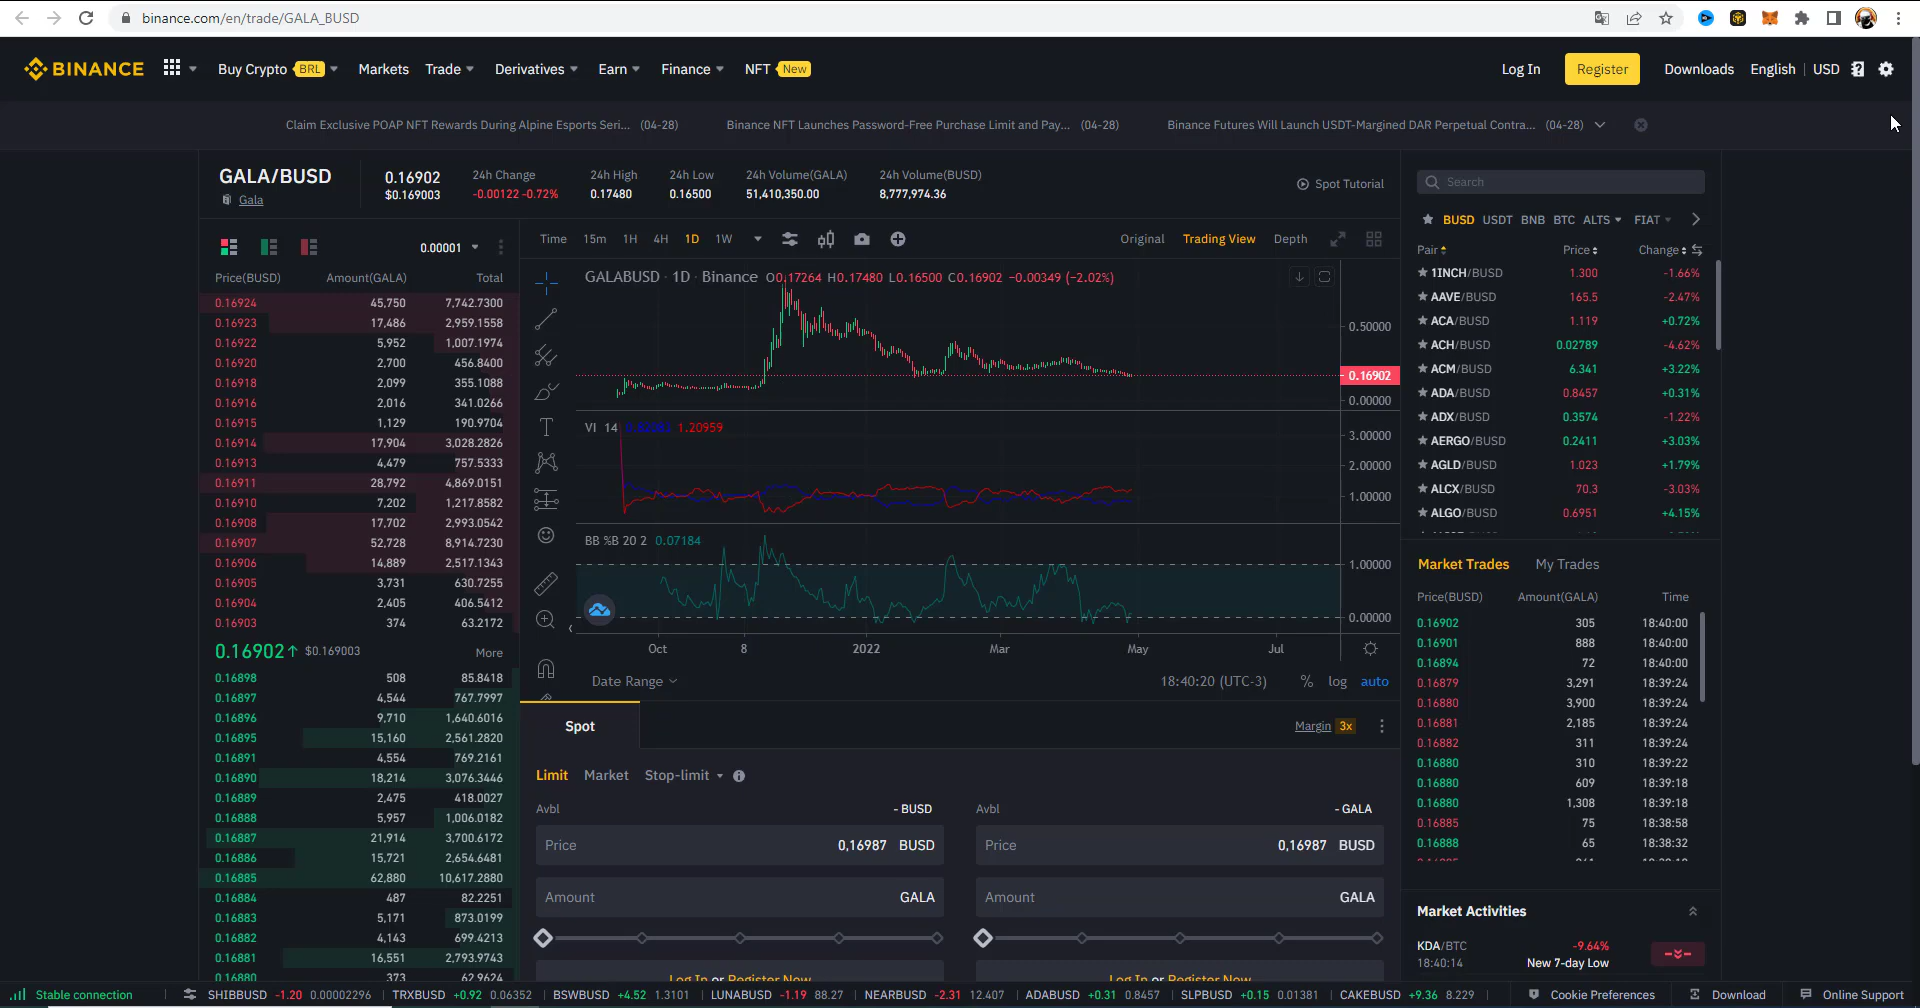 binance.com/en/trade/GALA_BUSD
BINANCE Buy Crypto BRL Markets Trade Derivatives Earn Finance NFT New Log In Register Downloads English USD
Claim Exclusive POAP NFT Rewards During Alpine Esports Seri... (04-28) Binance NFT Launches Password-Free Purchase Limit and Pay... (04-28) Binance Futures Will Launch USDT-Margined DAR Perpetual Contra... (04-28)
GALA/BUSD
Gala
0.16902
$0.169003
24h Change
-0.00122 -0.72%
24h High
0.17480
24h Low
0.16500
24h Volume(GALA)
51,410,350.00
24h Volume(BUSD)
8,777,974.36
Spot Tutorial
0.00001
Price(BUSD) Amount(GALA) Total
0.16924 45,750 7,742.7300
0.16923 17,486 2,959.1558
0.16922 5,952 1,007.1974
0.16920 2,700 456.8400
0.16918 2,099 355.1088
0.16916 2,016 341.0266
0.16915 1,129 190.9704
0.16914 17,904 3,028.2826
0.16913 4,479 757.5333
0.16911 28,792 4,869.0151
0.16910 7,202 1,217.8582
0.16908 17,702 2,993.0542
0.16907 52,728 8,914.7230
0.16906 14,889 2,517.1343
0.16905 3,731 630.7255
0.16904 2,405 406.5412
0.16903 374 63.2172
0.16902 $0.169003 More
0.16898 508 85.8418
0.16897 4,544 767.7997
0.16896 9,710 1,640.6016
0.16895 15,160 2,561.2820
0.16891 4,554 769.2161
0.16890 18,214 3,076.3446
0.16889 2,475 418.0027
0.16888 5,957 1,006.0182
0.16887 21,914 3,700.6172
0.16886 15,721 2,654.6481
0.16885 62,880 10,617.2880
0.16884 487 82.2251
0.16883 5,171 873.0199
0.16882 4,143 699.4213
0.16881 16,551 2,793.9743
0.16880 373 62.9624
Time 15m 1H 4H 1D 1W Original Trading View Depth
GALABUSD · 1D · Binance O0.17264 H0.17480 L0.16500 C0.16902 -0.00349 (-2.02%)
0.50000
0.16902
0.00000
VI 14 1.20959
3.00000
2.00000
1.00000
BB %B 20 2 0.07184
1.00000
0.00000
Oct 8 2022 Mar May Jul
Date Range 18:40:20 (UTC-3) % log auto
Spot Margin 3x
Limit Market Stop-limit
Avbl - BUSD Avbl - GALA
Price 0,16987 BUSD Price 0,16987 BUSD
Amount GALA Amount GALA
Log In or Register Now Log In or Register Now
Search
BUSD USDT BNB BTC ALTS FIAT
Pair Price Change
1INCH/BUSD 1.300 -1.66%
AAVE/BUSD 165.5 -2.47%
ACA/BUSD 1.119 +0.72%
ACH/BUSD 0.02789 -4.62%
ACM/BUSD 6.341 +3.22%
ADA/BUSD 0.8457 +0.31%
ADX/BUSD 0.3574 -1.22%
AERGO/BUSD 0.2411 +3.03%
AGLD/BUSD 1.023 +1.79%
ALCX/BUSD 70.3 -3.03%
ALGO/BUSD 0.6951 +4.15%
Market Trades My Trades
Price(BUSD) Amount(GALA) Time
0.16902 305 18:40:00
0.16901 888 18:40:00
0.16894 72 18:40:00
0.16879 3,291 18:39:24
0.16880 3,900 18:39:24
0.16881 2,185 18:39:24
0.16882 311 18:39:24
0.16880 310 18:39:22
0.16880 609 18:39:18
0.16880 1,308 18:39:18
0.16885 75 18:38:58
0.16888 65 18:38:32
Market Activities
KDA/BTC -9.64%
18:40:14 New 7-day Low
Stable connection SHIBBUSD -1.20 0.00002296 TRXBUSD +0.92 0.06352 BSWBUSD +4.52 1.3101 LUNABUSD -1.19 88.27 NEARBUSD -2.31 12.407 ADABUSD +0.31 0.8457 SLPBUSD +0.15 0.01381 CAKEBUSD +9.36 8.229 Cookie Preferences Download Online Support